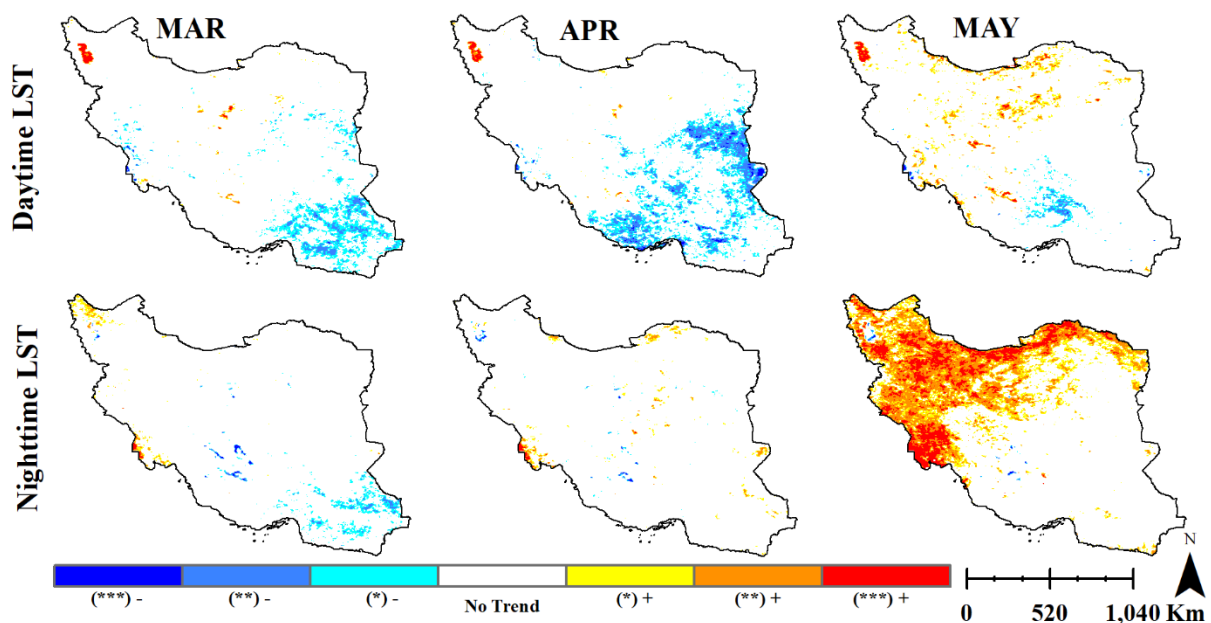 MAR
APR
MAY
Daytime LST
Nighttime LST
(***) -
(**) -
(*) -
No Trend
(*) +
(**) +
(***) +
N
0
520
1,040 Km